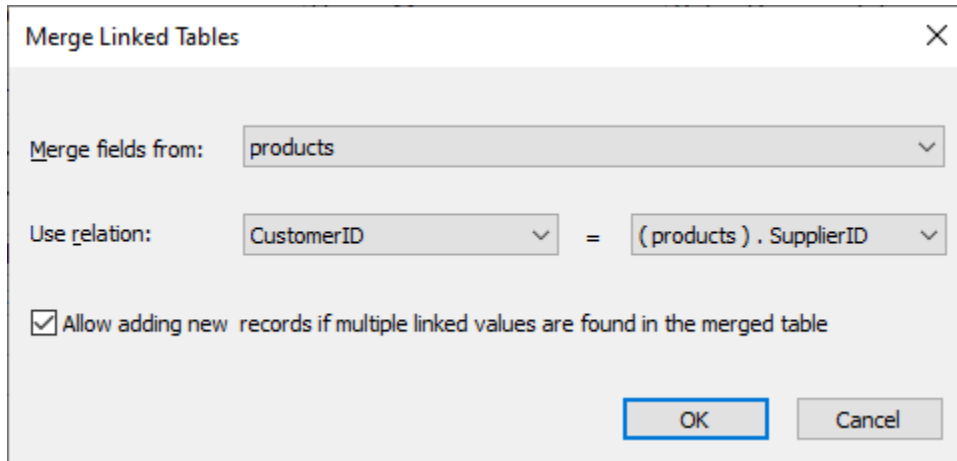 Merge Linked Tables
Merge fields from: products
Use relation: CustomerID = (products) . SupplierID
Allow adding new records if multiple linked values are found in the merged table
OK Cancel